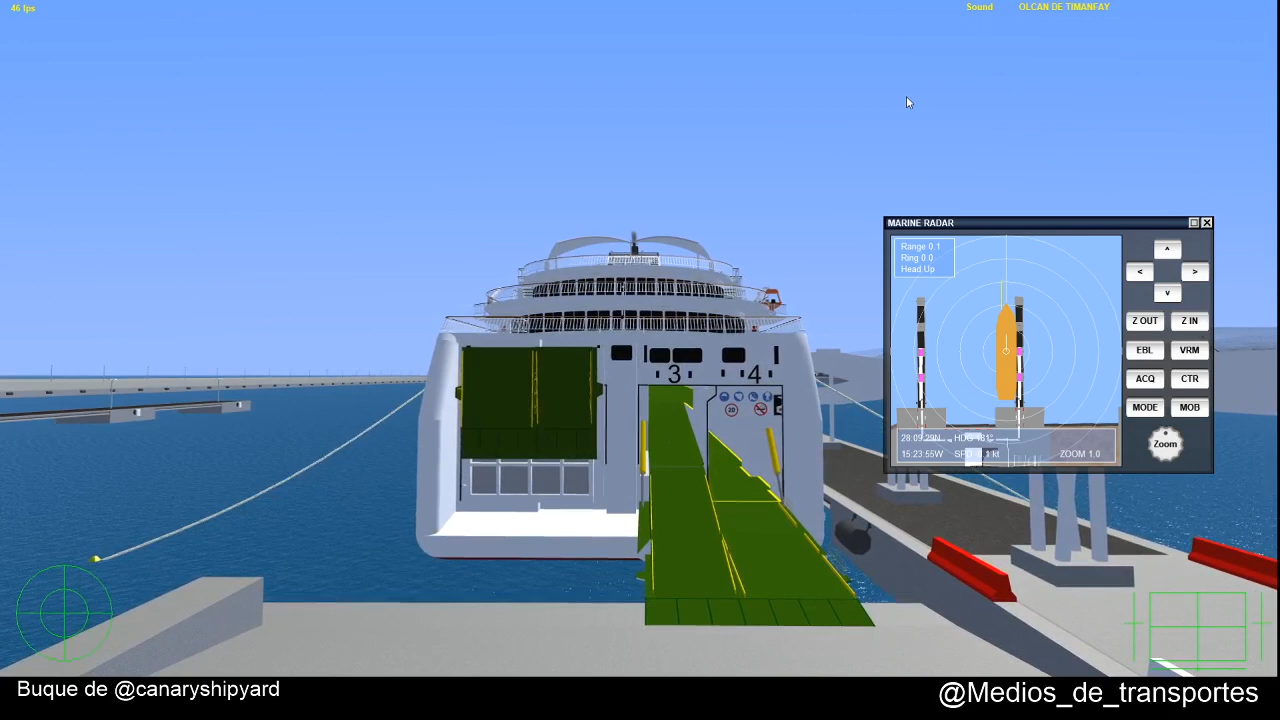 46 fps
Sound
OLCAN DE TIMANFAY
MARINE RADAR
Range 0.1
Ring 0.0
Head Up
Z OUT
Z IN
EBL
VRM
ACQ
CTR
MODE
MOB
Zoom
28:09.29N
15:23.55W
ZOOM 1.0
3
4
20
Buque de @canaryshipyard
@Medios_de_transportes